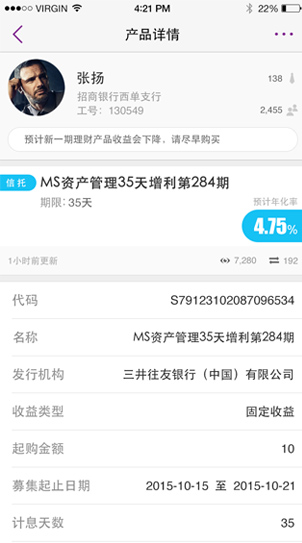 VIRGIN 4:21 PM 22%
产品详情
张扬
138
招商银行西单支行
工号：130549
2,455
预计新一期理财产品收益会下降，请尽早购买
信托 MS资产管理35天增利第284期
期限：35天
预计年化率
4.75%
1小时前更新 7,280 192
代码 S79123102087096534
名称 MS资产管理35天增利第284期
发行机构 三井往友银行（中国）有限公司
收益类型 固定收益
起购金额 10
募集起止日期 2015-10-15 至 2015-10-21
计息天数 35